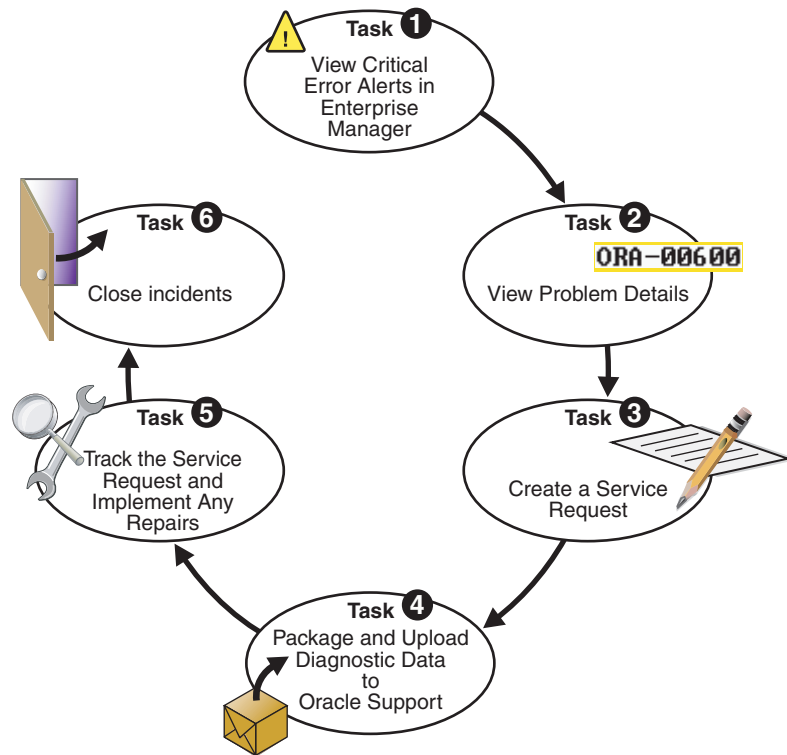 Task 1
View Critical
Error Alerts in
Enterprise
Manager
Task 2
ORA-00600
View Problem Details
Task 3
Create a Service
Request
Task 4
Package and Upload
Diagnostic Data
to
Oracle Support
Task 5
Track the Service
Request and
Implement Any
Repairs
Task 6
Close incidents